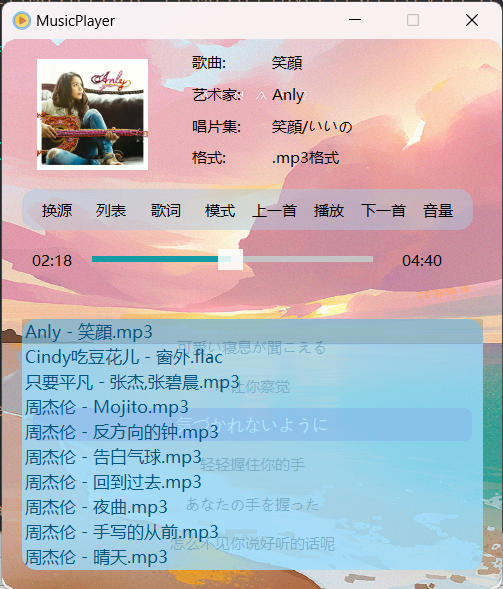 MusicPlayer
Anly
歌曲: 笑顔
艺术家: Anly
唱片集: 笑顔/いいの
格式: .mp3格式
换源 列表 歌词 模式 上一首 播放 下一首 音量
02:18 04:40
Anly - 笑顔.mp3
可愛い寝息が聞こえる
Cindy吃豆花儿 - 窗外.flac
只要平凡 - 张杰,张碧晨.mp3
让你察觉
周杰伦 - Mojito.mp3
気づかれないように
周杰伦 - 反方向的钟.mp3
周杰伦 - 告白气球.mp3
轻轻握住你的手
周杰伦 - 回到过去.mp3
周杰伦 - 夜曲.mp3
あなたの手を握った
周杰伦 - 手写的从前.mp3
怎么不见你说好听的话呢
周杰伦 - 晴天.mp3